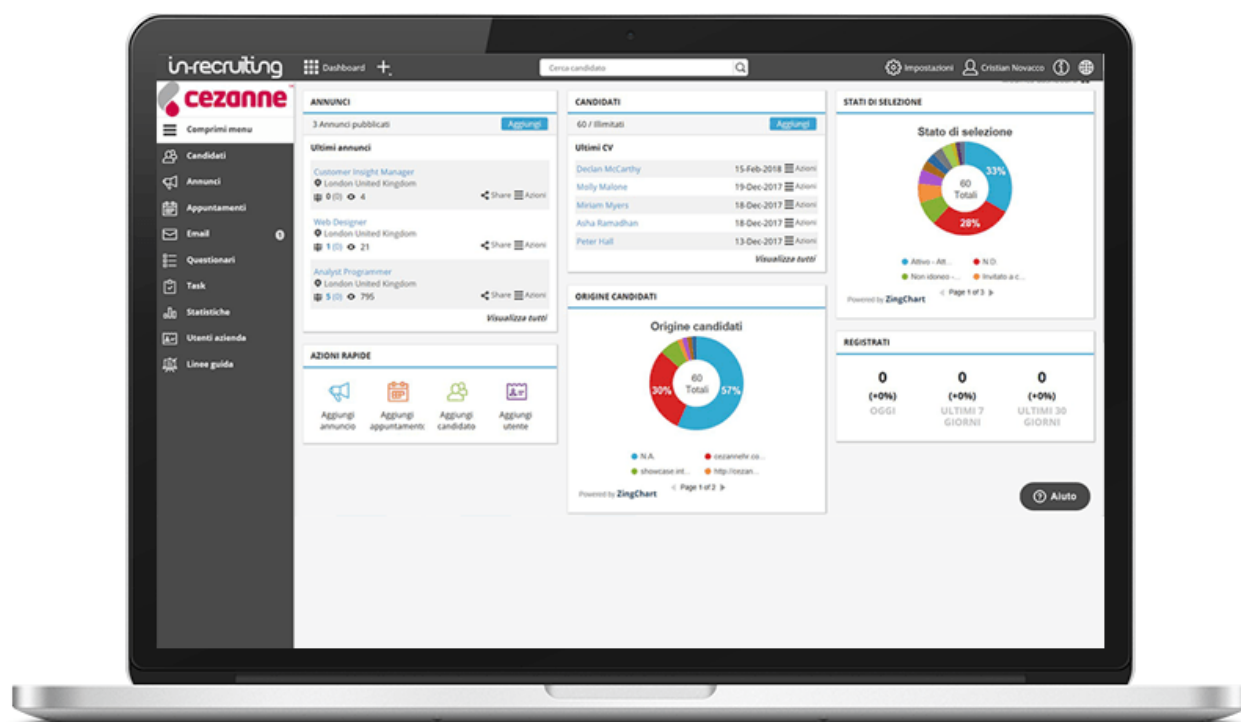 in-recruiting
Dashboard
Cerca candidato
Impostazioni
Cristian Novacco
cezanne
Comprimi menu
Candidati
Annunci
Appuntamenti
Email 1
Questionari
Task
Statistiche
Utenti azienda
Linee guida
ANNUNCI
3 Annunci pubblicati Aggiungi
Ultimi annunci
Customer Insight Manager
London United Kingdom
0 (0) 4 Share Azioni
Web Designer
London United Kingdom
1 (0) 21 Share Azioni
Analyst Programmer
London United Kingdom
5 (0) 795 Share Azioni
Visualizza tutti
AZIONI RAPIDE
Aggiungi annuncio
Aggiungi appuntament
Aggiungi candidato
Aggiungi utente
CANDIDATI
60 / Illimitati Aggiungi
Ultimi CV
Declan McCarthy 15-Feb-2018 Azioni
Molly Malone 19-Dec-2017 Azioni
Miriam Myers 18-Dec-2017 Azioni
Asha Ramadhan 18-Dec-2017 Azioni
Peter Hall 13-Dec-2017 Azioni
Visualizza tutti
ORIGINE CANDIDATI
Origine candidati
60
Totali
30%
57%
N.A. cezannehr.co...
showcase.int... http://cezan...
Page 1 of 2
Powered by ZingChart
STATI DI SELEZIONE
Stato di selezione
33%
60
Totali
28%
Attivo - Att... N.D.
Non idoneo -... Invitato a c...
Page 1 of 3
Powered by ZingChart
REGISTRATI
0 0 0
(+0%) (+0%) (+0%)
OGGI ULTIMI 7 ULTIMI 30
GIORNI GIORNI
Aiuto